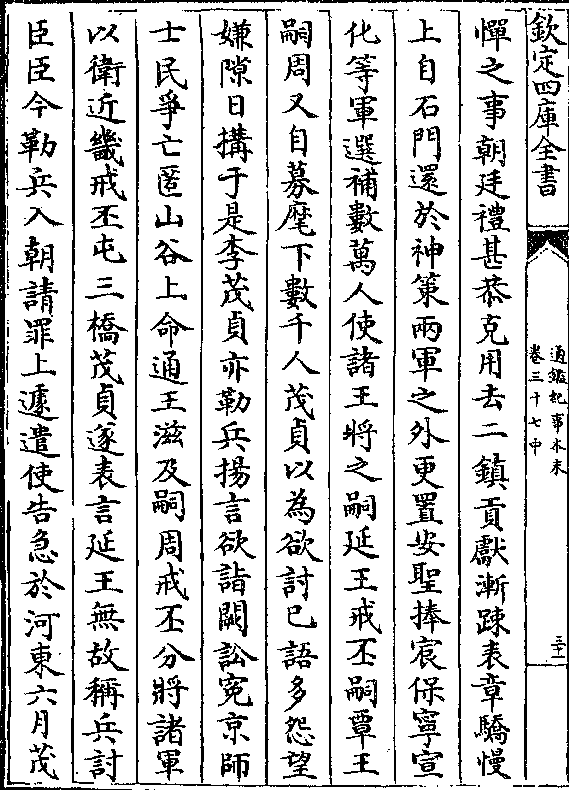 欽定四庫全書
通鑑紀事本末
卷三十七中
三十一
憚之事朝廷禮甚恭克用去二鎮貢獻漸踈表章驕慢
上自石門還於神策兩軍之外更置安聖捧宸保寧宣
化等軍選補數萬人使諸王將之嗣延王戒丕嗣覃王
嗣周又自募麾下數千人茂貞以為欲討已語多怨望
嫌隙日搆于是李茂貞亦勒兵揚言欲詣闕訟寃京師
士民爭亡匿山谷上命通王滋及嗣周戒丕分將諸軍
以衛近畿戒丕屯三橋茂貞遂表言延王無故稱兵討
臣臣今勒兵入朝請罪上遽遣使告急於河東六月茂